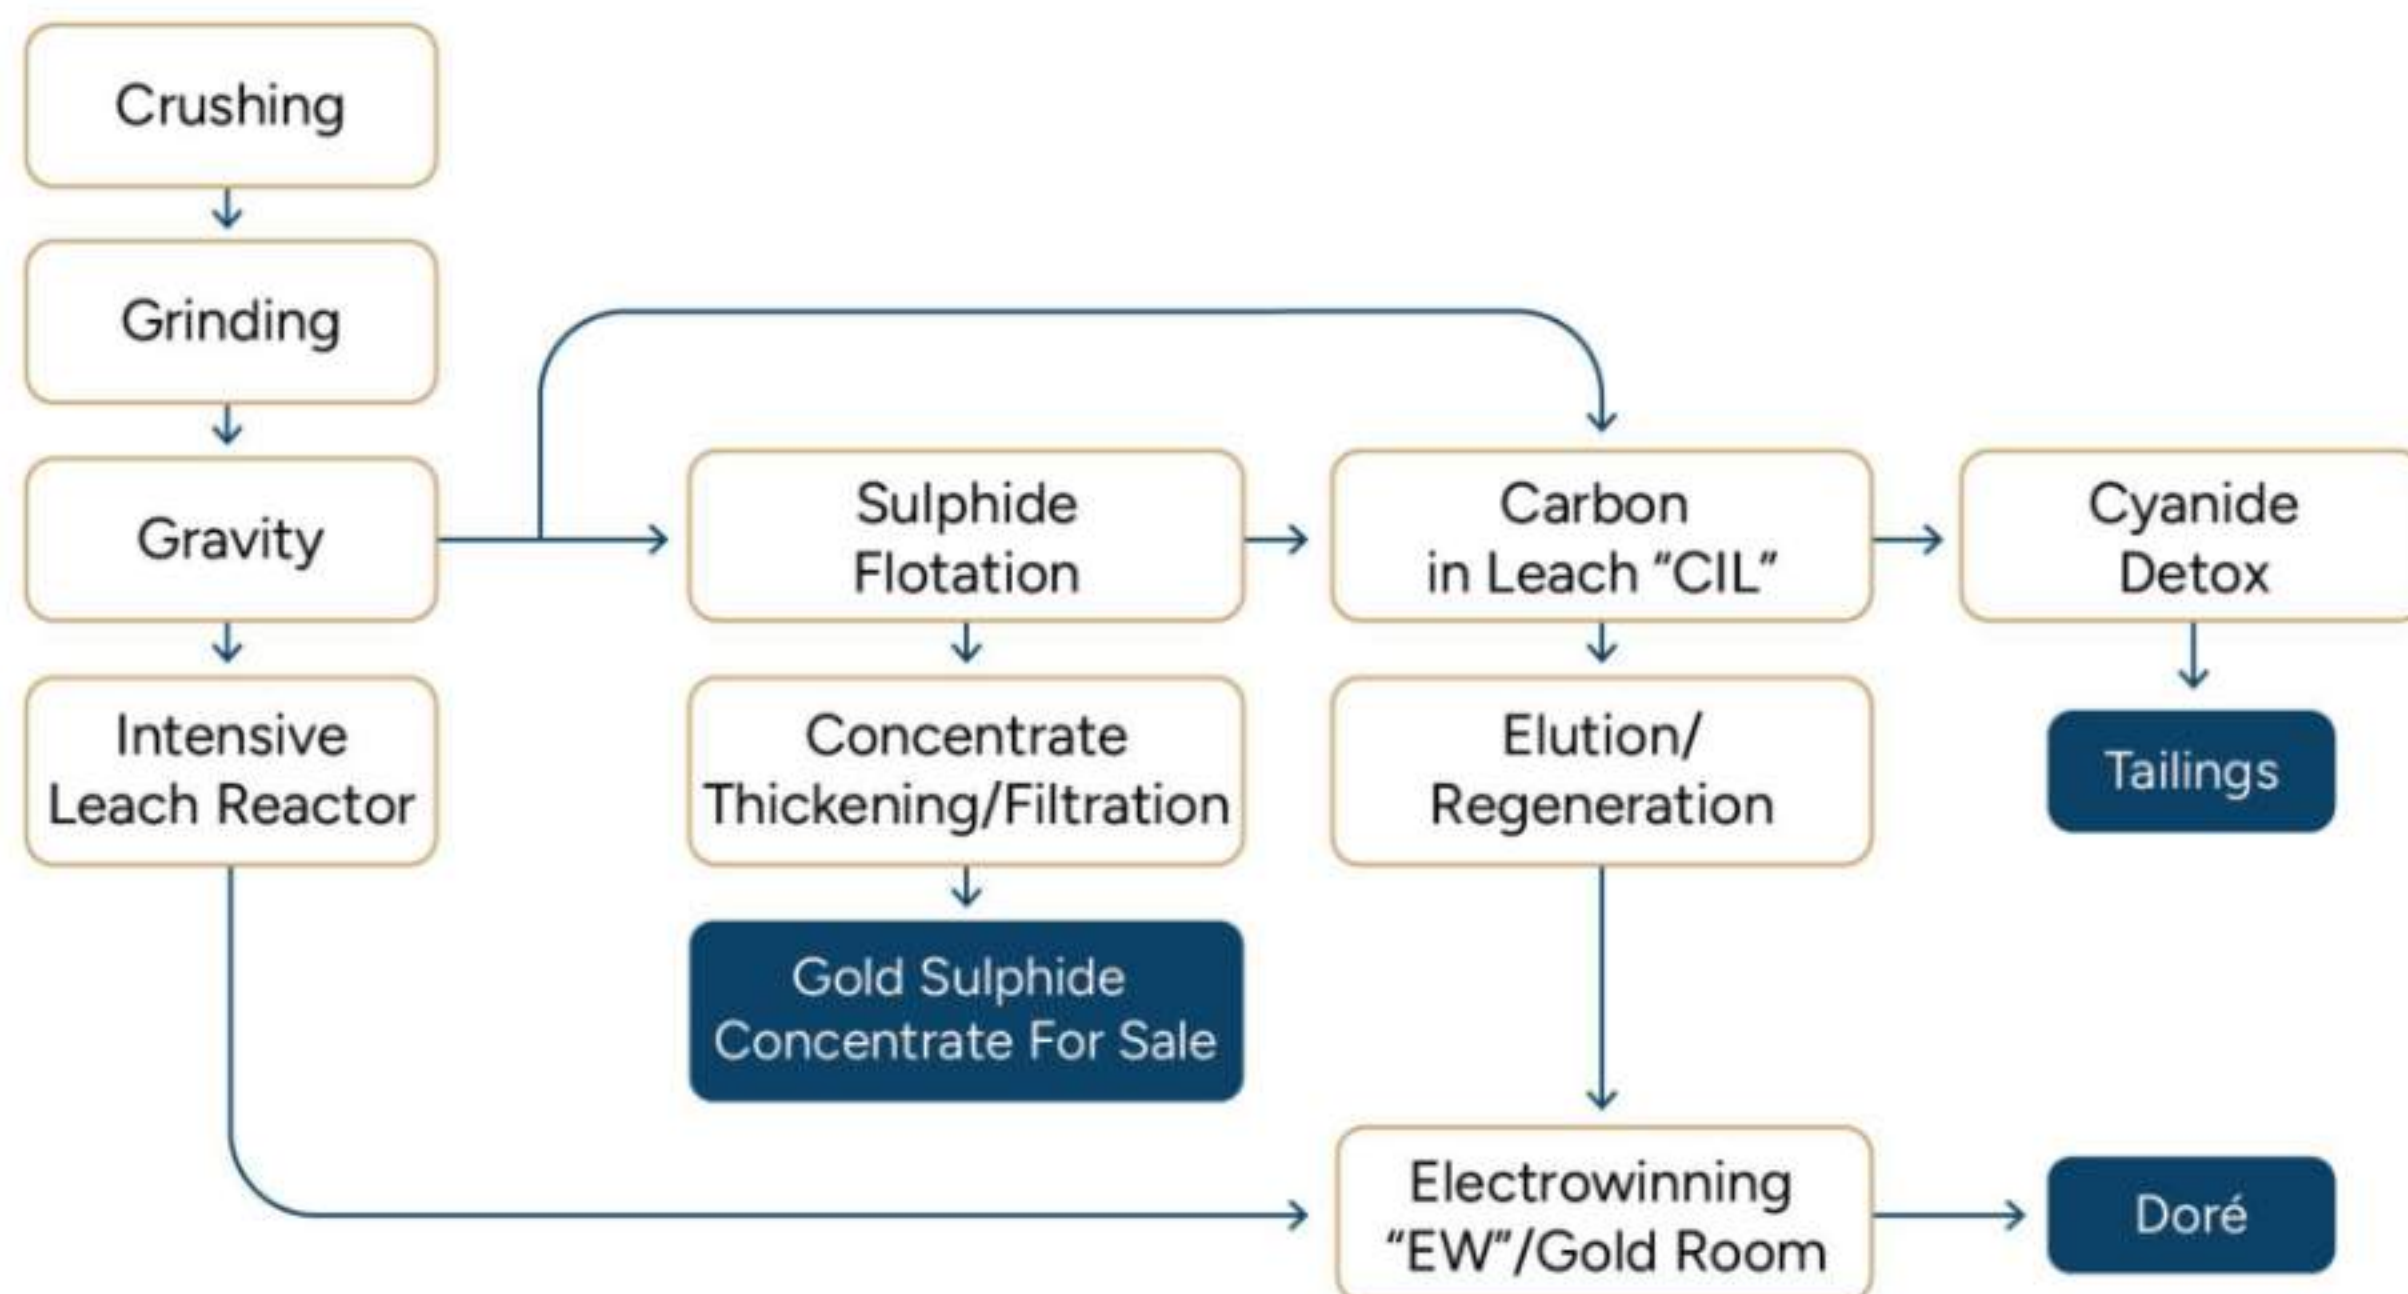 Crushing
Grinding
Gravity
Intensive
Leach Reactor
Sulphide
Flotation
Concentrate
Thickening/Filtration
Gold Sulphide
Concentrate For Sale
Carbon
in Leach “CIL”
Elution/
Regeneration
Electrowinning
“EW”/Gold Room
Cyanide
Detox
Tailings
Doré